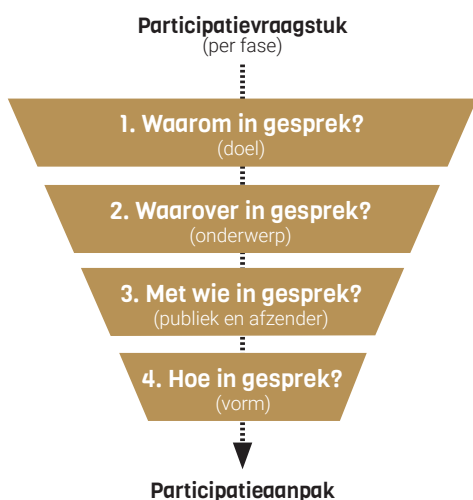 Participatievraagstuk
(per fase)
1. Waarom in gesprek?
(doel)
2. Waarover in gesprek?
(onderwerp)
3. Met wie in gesprek?
(publiek en afzender)
4. Hoe in gesprek?
(vorm)
Participatieaanpak